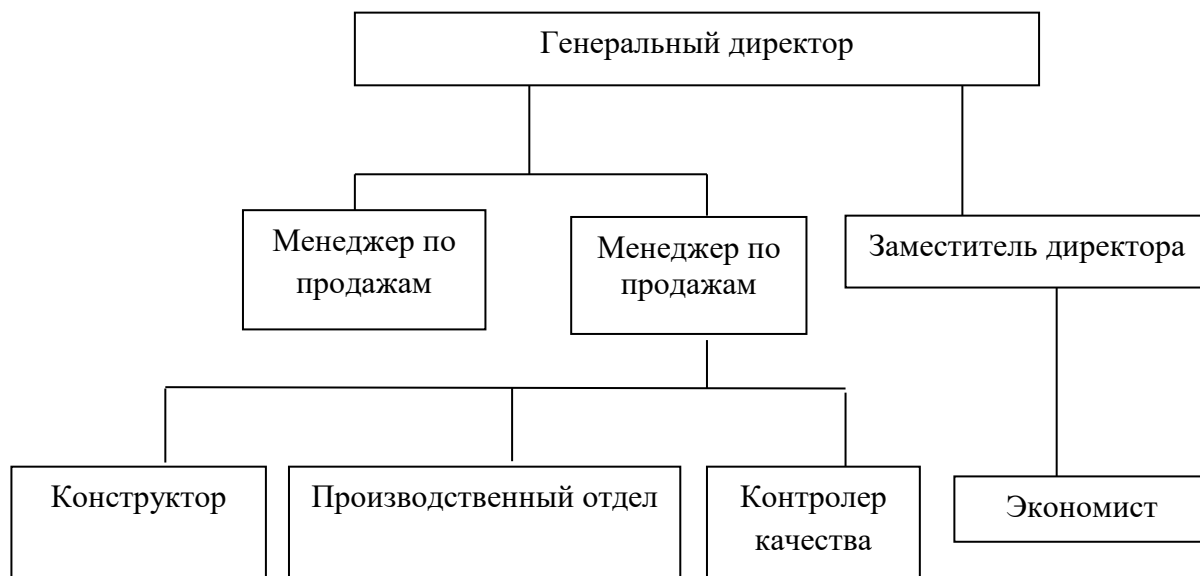 Генеральный директор
Менеджер по
продажам
Менеджер по
продажам
Заместитель директора
Конструктор
Производственный отдел
Контролер
качества
Экономист